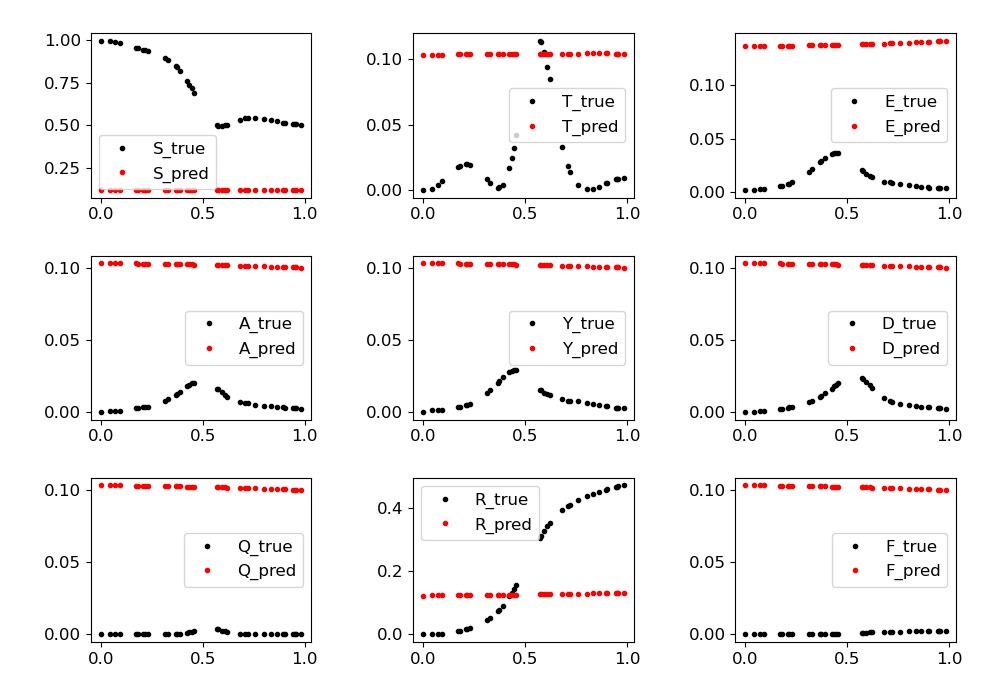 1.00
0.75
0.50
0.25
S_true
S_pred
0.0 0.5 1.0
0.10
0.05
0.00
T_true
T_pred
0.0 0.5 1.0
0.10
0.05
0.00
E_true
E_pred
0.0 0.5 1.0
0.10
0.05
0.00
A_true
A_pred
0.0 0.5 1.0
0.10
0.05
0.00
Y_true
Y_pred
0.0 0.5 1.0
0.10
0.05
0.00
D_true
D_pred
0.0 0.5 1.0
0.10
0.05
0.00
Q_true
Q_pred
0.0 0.5 1.0
0.4
0.2
0.0
R_true
R_pred
0.0 0.5 1.0
0.10
0.05
0.00
F_true
F_pred
0.0 0.5 1.0